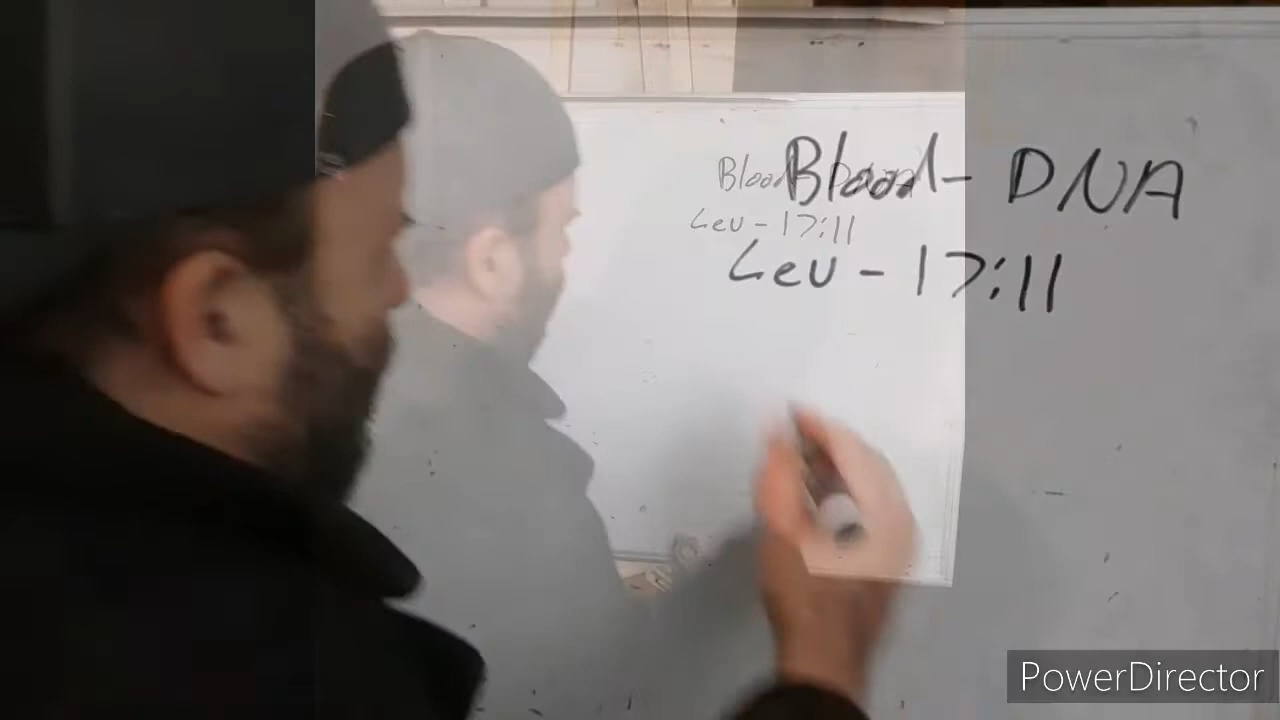 Blood - DNA
Lev - 17:11
Blood
Lev - 17:11
PowerDirector